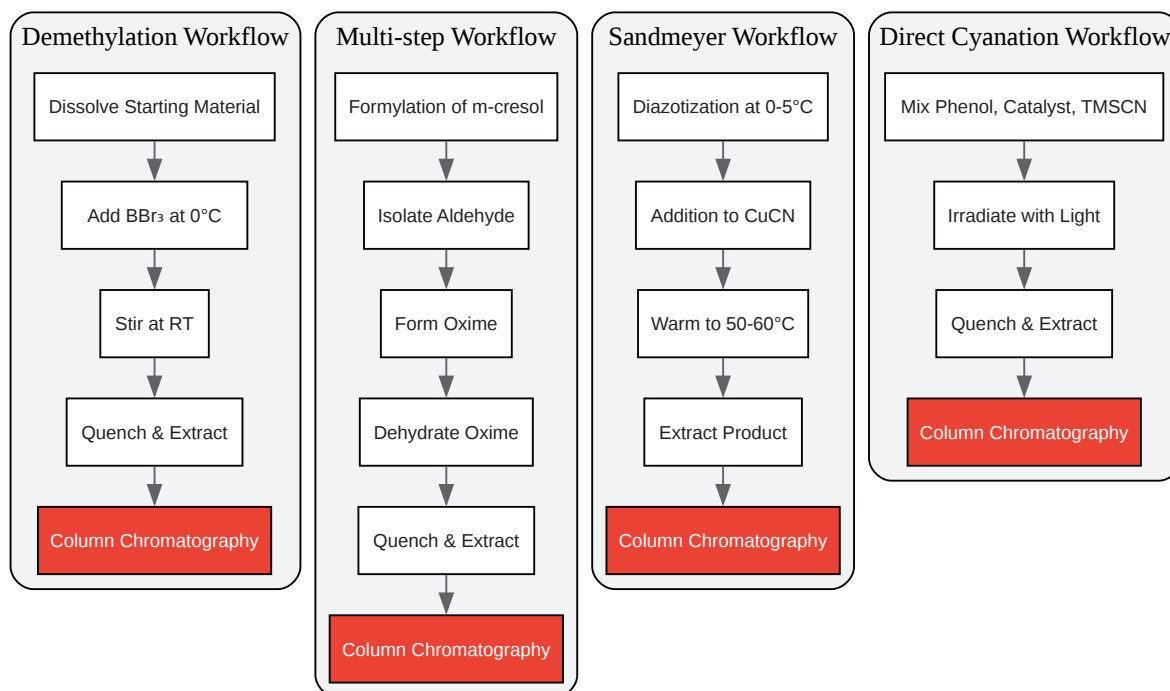 Demethylation Workflow
Dissolve Starting Material
Add BBr₃ at 0°C
Stir at RT
Quench & Extract
Column Chromatography
Multi-step Workflow
Formylation of m-cresol
Isolate Aldehyde
Form Oxime
Dehydrate Oxime
Quench & Extract
Column Chromatography
Sandmeyer Workflow
Diazotization at 0-5°C
Addition to CuCN
Warm to 50-60°C
Extract Product
Column Chromatography
Direct Cyanation Workflow
Mix Phenol, Catalyst, TMSCN
Irradiate with Light
Quench & Extract
Column Chromatography